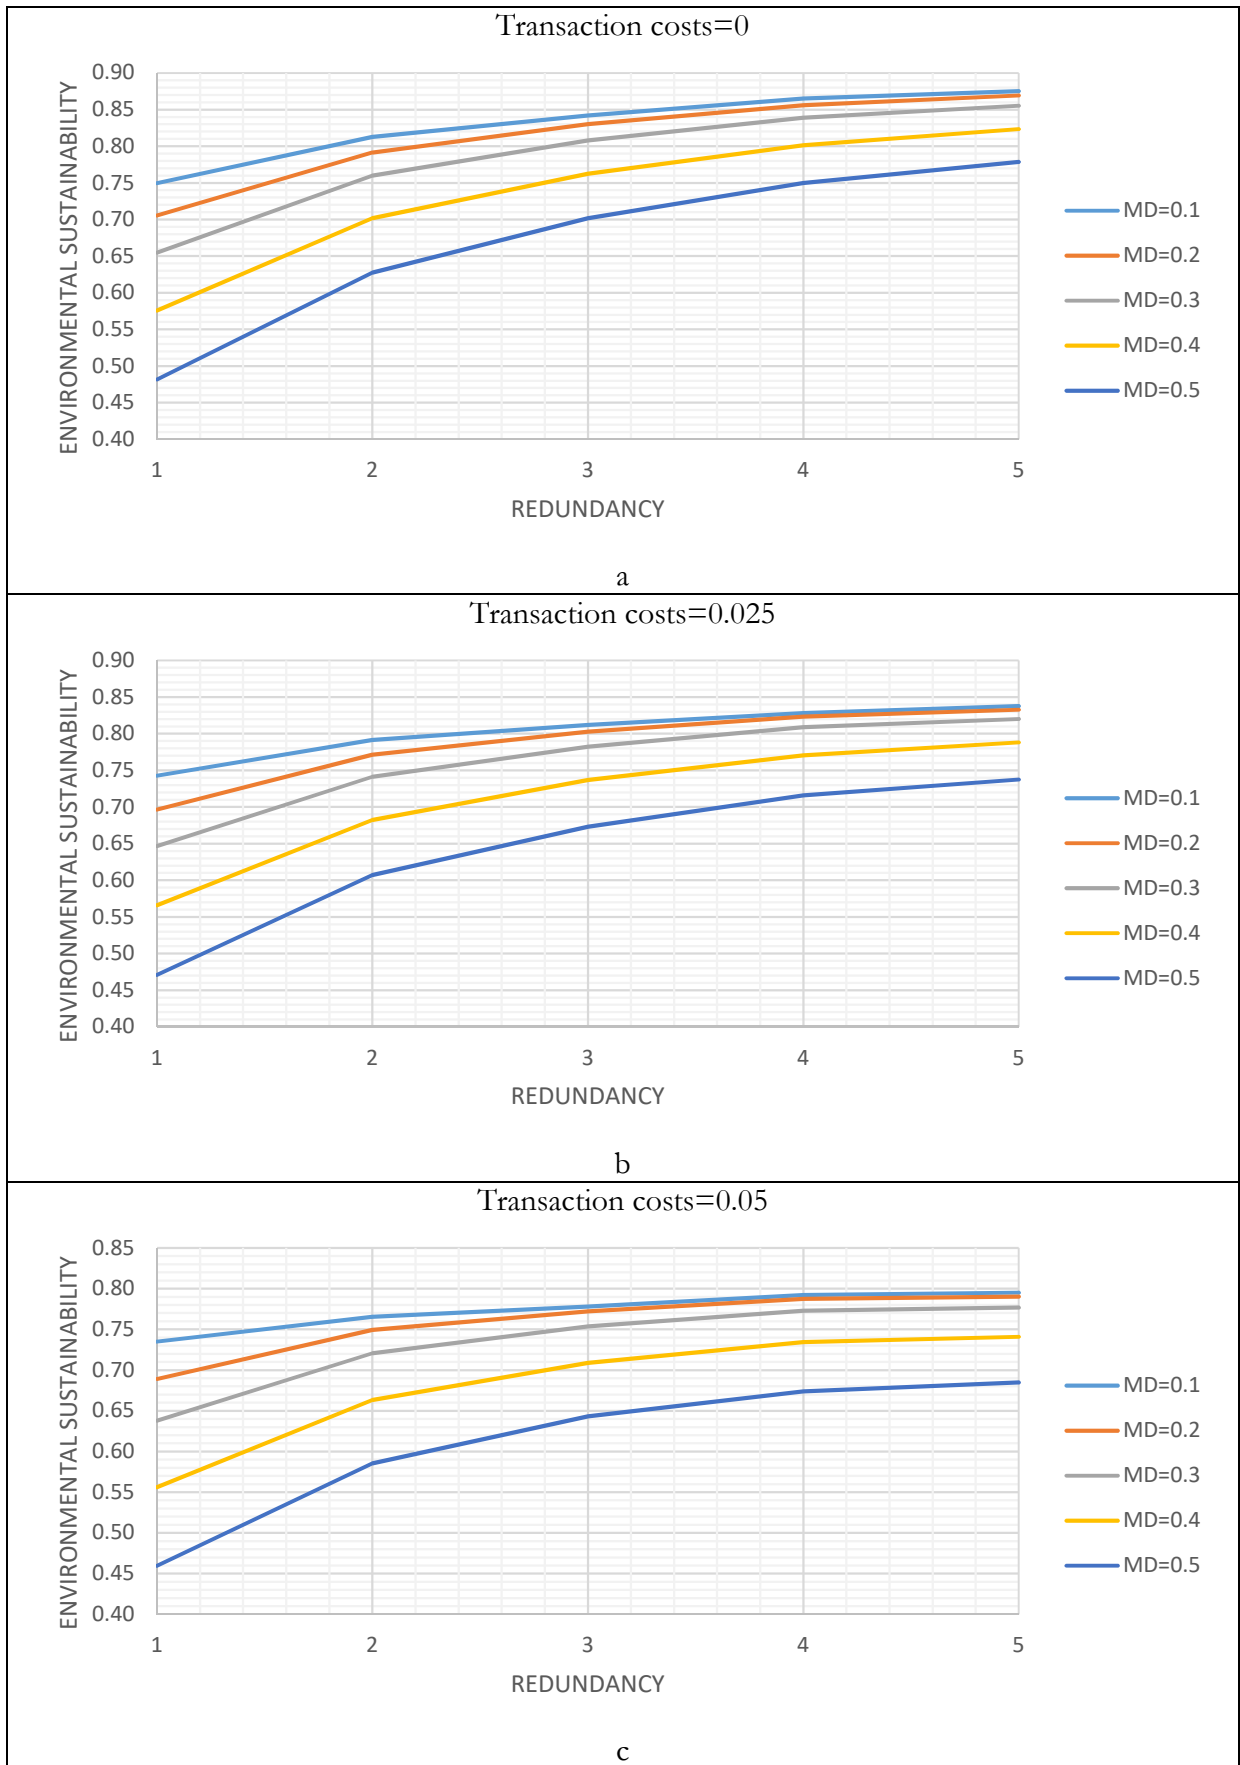 Transaction costs=0
ENVIRONMENTAL SUSTAINABILITY
0.90
0.85
0.80
0.75
0.70
0.65
0.60
0.55
0.50
0.45
0.40
1 2 3 4 5
REDUNDANCY
MD=0.1
MD=0.2
MD=0.3
MD=0.4
MD=0.5
a
Transaction costs=0.025
ENVIRONMENTAL SUSTAINABILITY
0.90
0.85
0.80
0.75
0.70
0.65
0.60
0.55
0.50
0.45
0.40
1 2 3 4 5
REDUNDANCY
MD=0.1
MD=0.2
MD=0.3
MD=0.4
MD=0.5
b
Transaction costs=0.05
ENVIRONMENTAL SUSTAINABILITY
0.85
0.80
0.75
0.70
0.65
0.60
0.55
0.50
0.45
0.40
1 2 3 4 5
REDUNDANCY
MD=0.1
MD=0.2
MD=0.3
MD=0.4
MD=0.5
c